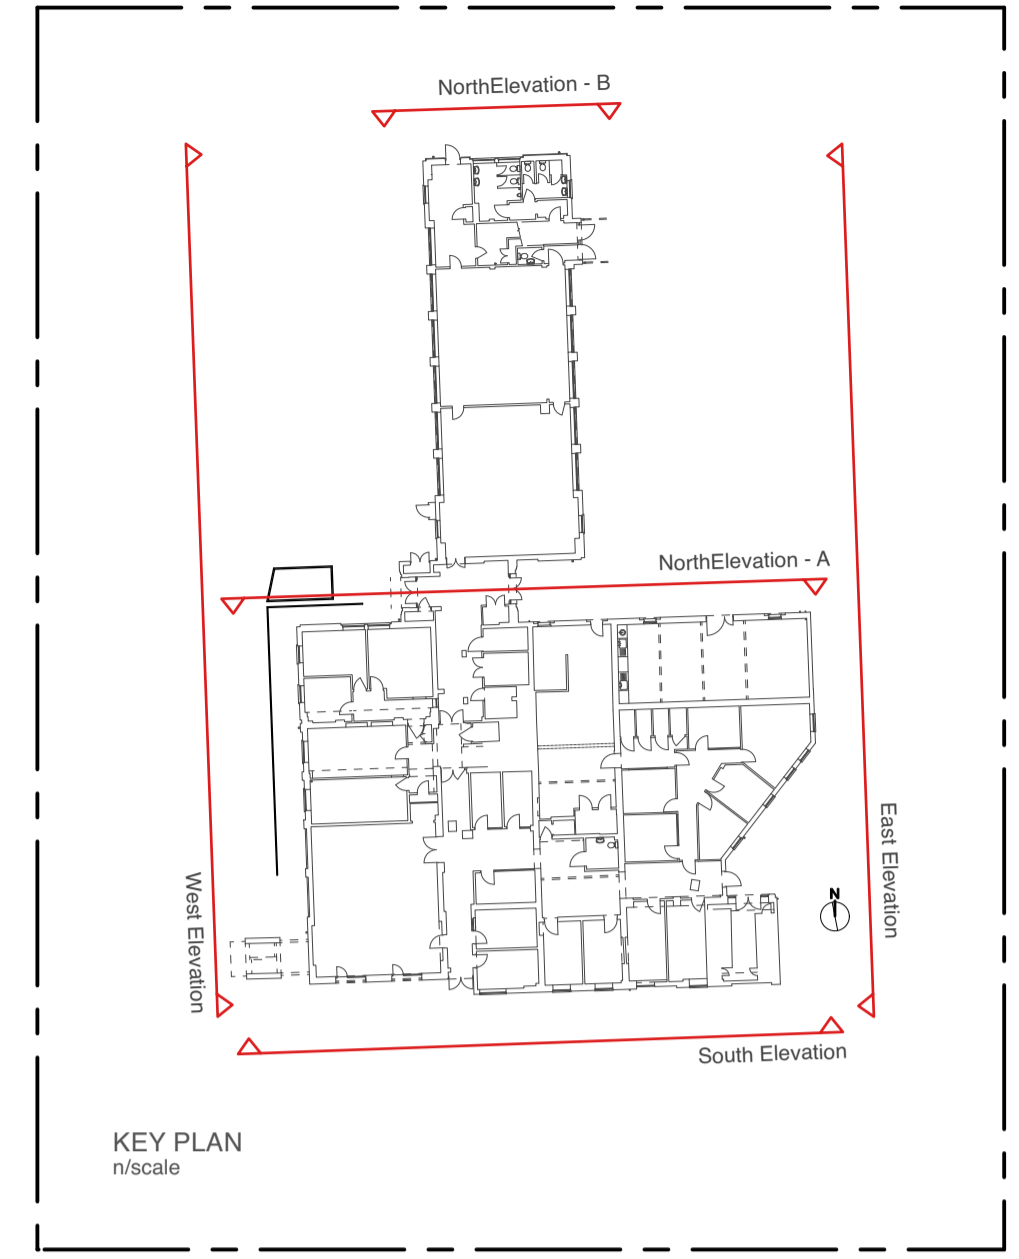 NorthElevation - B
NorthElevation - A
East Elevation
West Elevation
N
South Elevation
KEY PLAN
n/scale